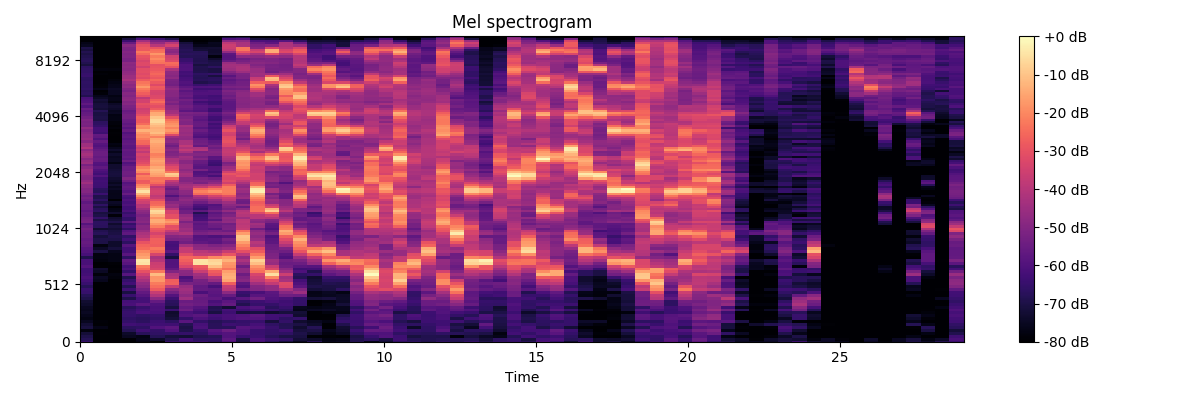 Mel spectrogram
8192
4096
2048
1024
512
0
Hz
0 5 10 15 20 25
Time
+0 dB
-10 dB
-20 dB
-30 dB
-40 dB
-50 dB
-60 dB
-70 dB
-80 dB